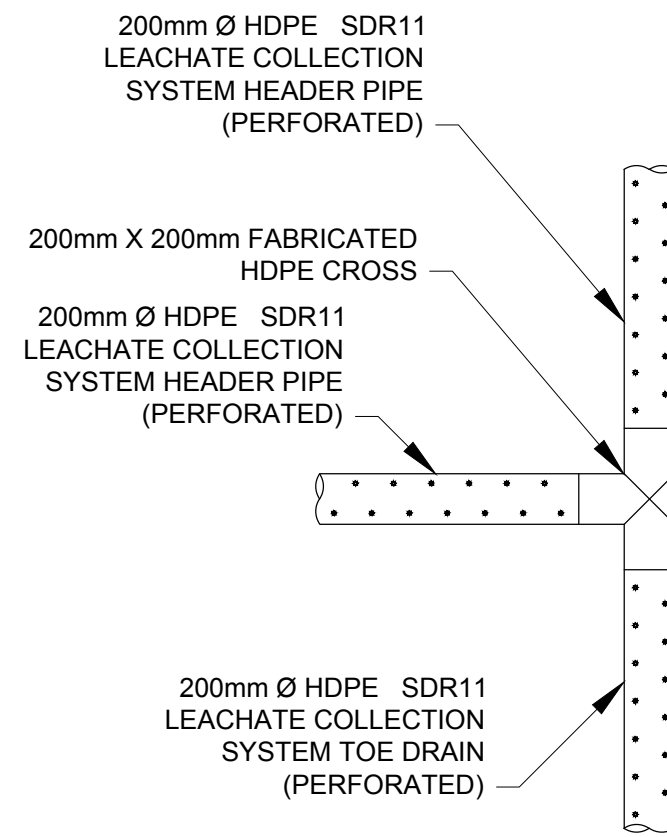 200mm Ø HDPE SDR11
LEACHATE COLLECTION
SYSTEM HEADER PIPE
(PERFORATED)
200mm X 200mm FABRICATED
HDPE CROSS
200mm Ø HDPE SDR11
LEACHATE COLLECTION
SYSTEM HEADER PIPE
(PERFORATED)
200mm Ø HDPE SDR11
LEACHATE COLLECTION
SYSTEM TOE DRAIN
(PERFORATED)